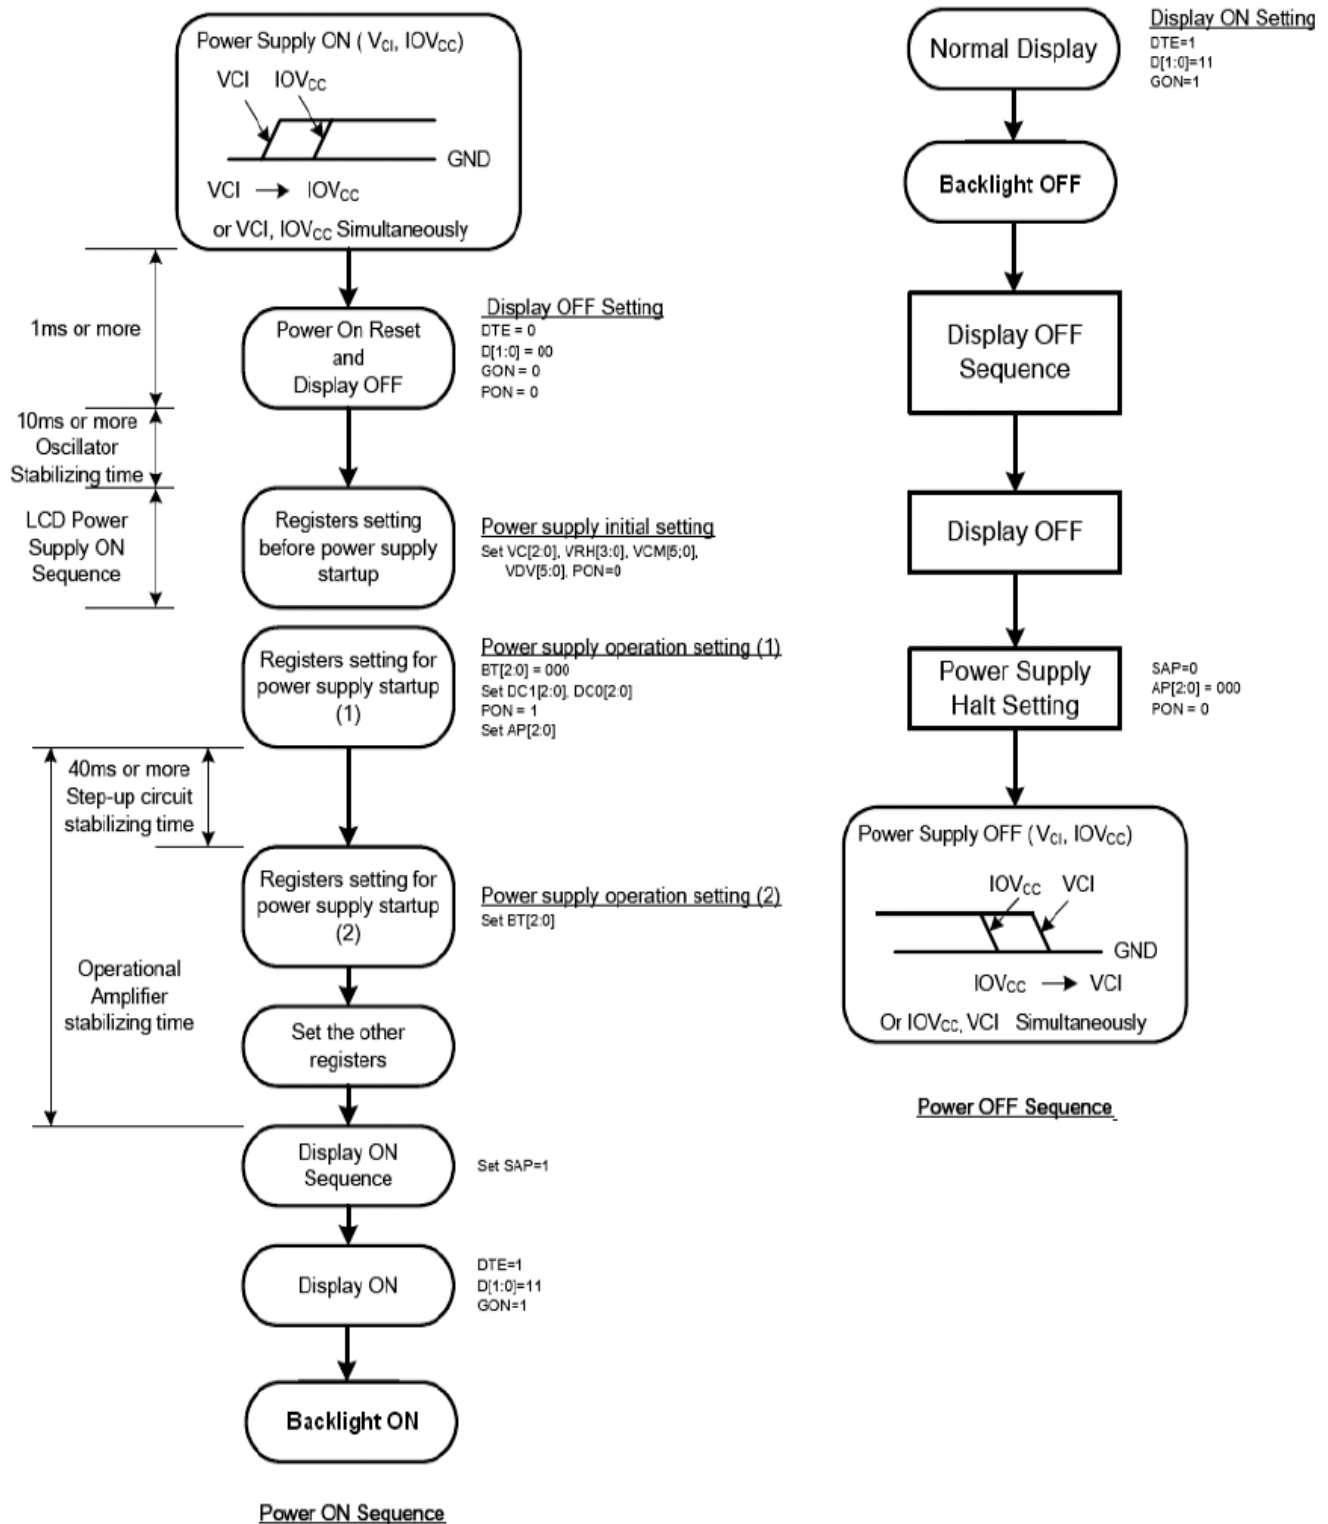 Power Supply ON ( VCI, IOVCC)
VCI IOVCC
GND
VCI → IOVCC
or VCI, IOVCC Simultaneously
1ms or more
Power On Reset
and
Display OFF
Display OFF Setting
DTE = 0
D[1:0] = 00
GON = 0
PON = 0
10ms or more
Oscillator
Stabilizing time
LCD Power
Supply ON
Sequence
Registers setting
before power supply
startup
Power supply initial setting
Set VC[2:0], VRH[3:0], VCM[5;0],
VDV[5:0], PON=0
Registers setting for
power supply startup
(1)
Power supply operation setting (1)
BT[2:0] = 000
Set DC1[2:0], DC0[2:0]
PON = 1
Set AP[2:0]
40ms or more
Step-up circuit
stabilizing time
Registers setting for
power supply startup
(2)
Power supply operation setting (2)
Set BT[2:0]
Operational
Amplifier
stabilizing time
Set the other
registers
Display ON
Sequence
Set SAP=1
Display ON
DTE=1
D[1:0]=11
GON=1
Backlight ON
Power ON Sequence
Normal Display
Display ON Setting
DTE=1
D[1:0]=11
GON=1
Backlight OFF
Display OFF
Sequence
Display OFF
Power Supply
Halt Setting
SAP=0
AP[2:0] = 000
PON = 0
Power Supply OFF ( VCI, IOVCC)
IOVCC VCI
GND
IOVCC → VCI
Or IOVCC, VCI Simultaneously
Power OFF Sequence